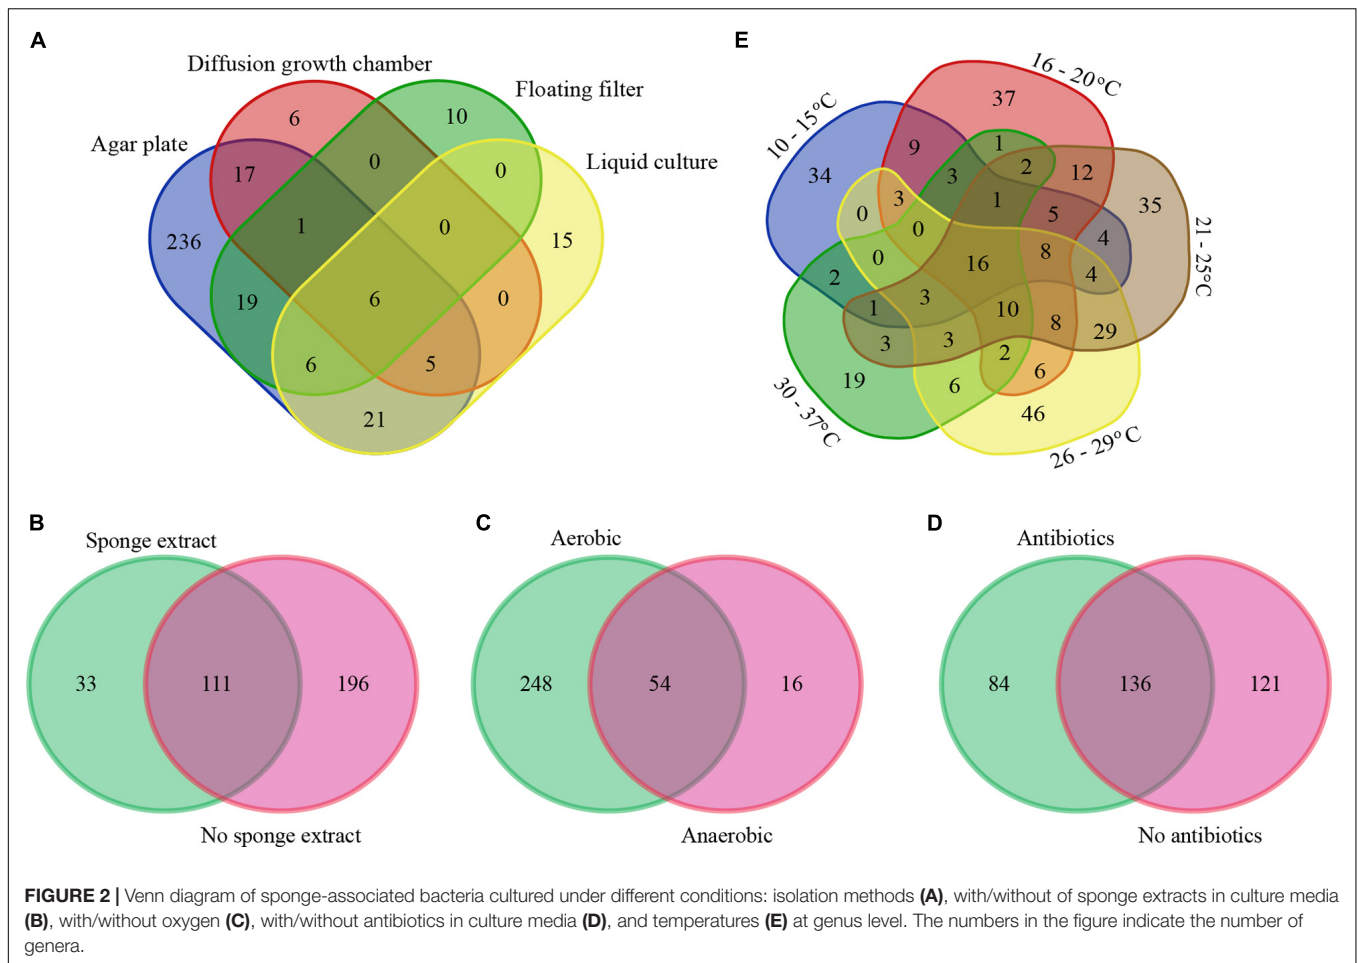 A
Diffusion growth chamber
Floating filter
Agar plate
Liquid culture
6
10
17
0
0
236
1
0
15
19
6
0
6
5
21
E
16 - 20°C
10 - 15°C
21 - 25°C
30 - 37°C
26 - 29°C
37
9
1
34
3
2
12
3
1
35
0
0
5
4
0
16
8
4
2
1
3
10
8
29
3
3
2
19
6
6
46
B
Sponge extract
33
111
196
No sponge extract
C
Aerobic
248
54
16
Anaerobic
D
Antibiotics
84
136
121
No antibiotics
FIGURE 2 | Venn diagram of sponge-associated bacteria cultured under different conditions: isolation methods (A), with/without of sponge extracts in culture media
(B), with/without oxygen (C), with/without antibiotics in culture media (D), and temperatures (E) at genus level. The numbers in the figure indicate the number of
genera.